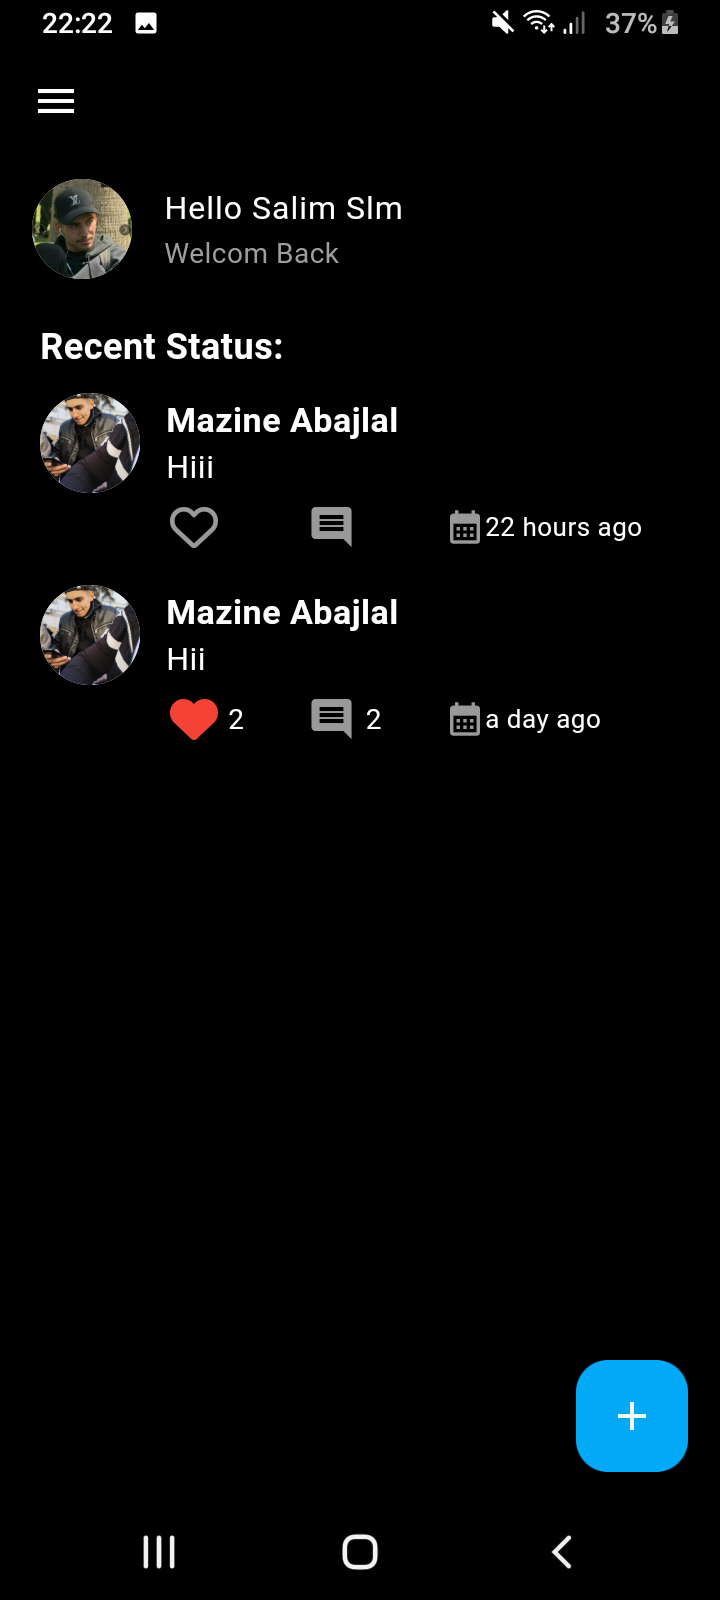 22:22 37%
Hello Salim Slm
Welcom Back
Recent Status:
Mazine Abajlal
Hiii
22 hours ago
Mazine Abajlal
Hii
2 2 a day ago